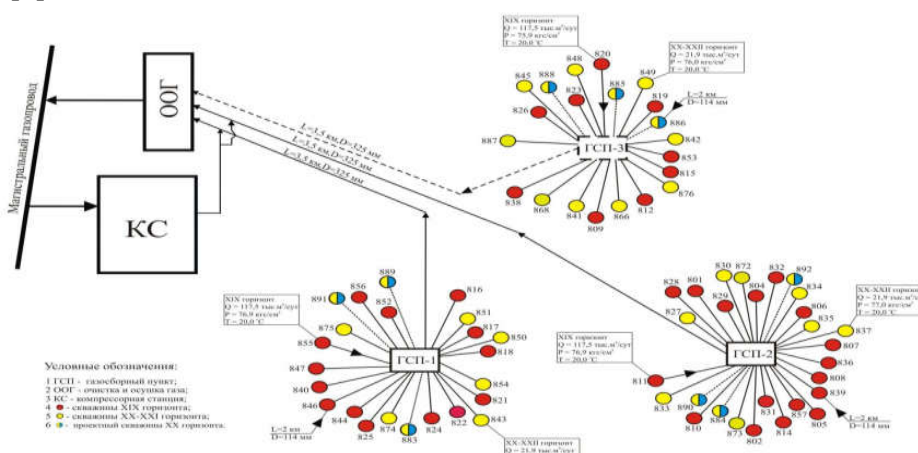 XIX горизонт
Q = 117,5 тыс.м³/сут
P = 75,9 кгс/см²
T = 20,0 °C
XX-XXII горизонт
Q = 21,9 тыс.м³/сут
P = 76,0 кгс/см²
T = 20,0 °C
820
848
849
845
888
823
885
819
826
886
L=2 км
D=114 мм
887
842
ГСП-3
853
815
876
838
868
841
809
866
812
Магистральный газопровод
ООГ
КС
L=3,5 км,D=325 мм
L=3,5 км,D=325 мм
L=3,5 км,D=325 мм
889
891
856
852
816
851
817
850
818
875
855
XIX горизонт
Q = 117,5 тыс.м³/сут
P = 76,9 кгс/см²
T = 20,0 °C
ГСП-1
847
840
846
844
825
874
883
824
822
843
821
854
L=2 км
D=114 мм
XX-XXII горизонт
Q = 21,9 тыс.м³/сут
830
872
832
892
828
801
804
834
829
806
827
835
837
XX-XXII горизонт
Q = 21,9 тыс.м³/сут
P = 77,0 кгс/см²
T = 20,0 °C
807
836
808
839
XIX горизонт
Q = 117,5 тыс.м³/сут
P = 76,9 кгс/см²
T = 20,0 °C
811
ГСП-2
833
890
810
884
873
802
831
814
857
805
L=2 км
D=114 мм
Условные обозначения:
1 ГСП - газосборный пункт;
2 ООГ - очистка и осушка газа;
3 КС - компрессорная станция;
4 - скважины XIX горизонта;
5 - скважины XX-XXI горизонта;
6 - проектный скважины XX горизонта.